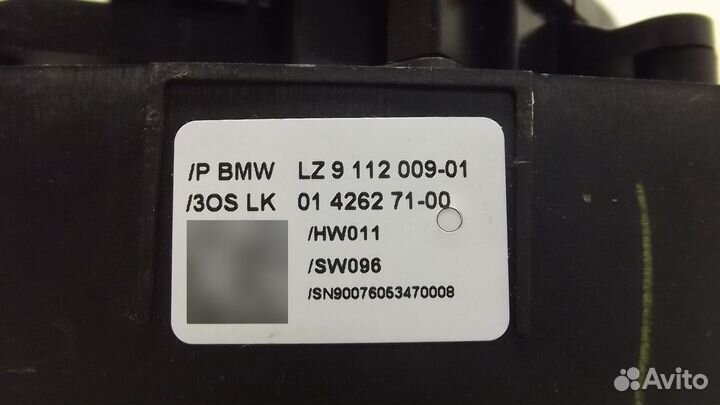 /P BMW LZ 9 112 009-01
/3OS LK 01 4262 71-00
/HW011
/SW096
/SN90076053470008
Avito